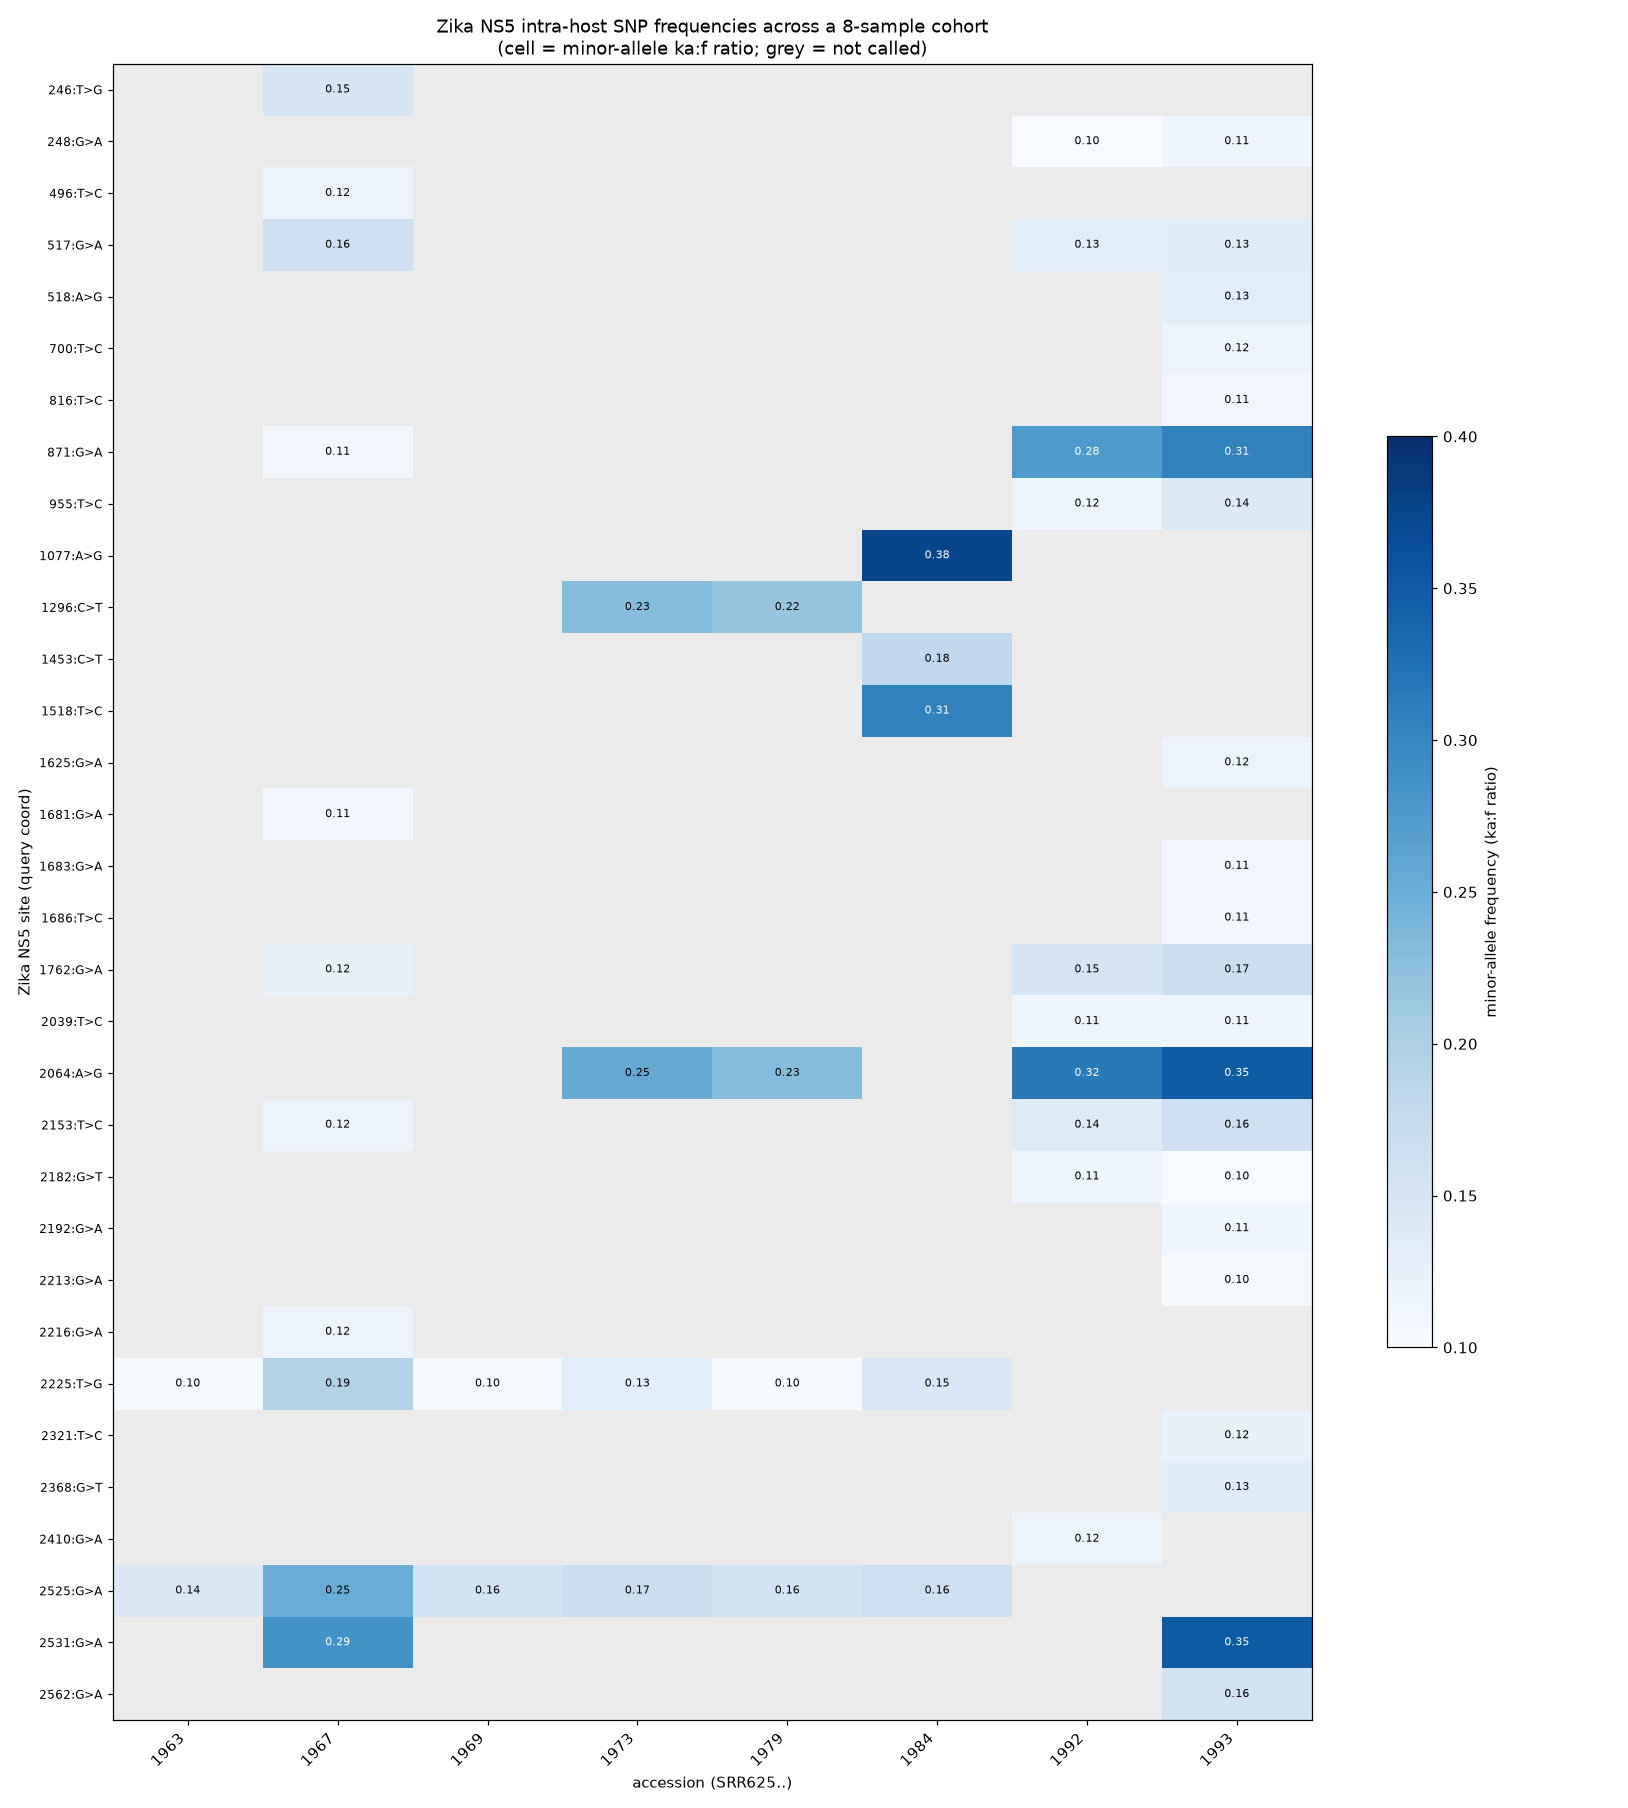 Zika NS5 intra-host SNP frequencies across a 8-sample cohort
(cell = minor-allele ka:f ratio; grey = not called)
246:T>G 0.15
248:G>A 0.10 0.11
496:T>C 0.12
517:G>A 0.16 0.13 0.13
518:A>G 0.13
700:T>C 0.12
816:T>C 0.11
871:G>A 0.11 0.28 0.31
955:T>C 0.12 0.14
1077:A>G 0.38
1296:C>T 0.23 0.22
1453:C>T 0.18
1518:T>C 0.31
1625:G>A 0.12
1681:G>A 0.11
1683:G>A 0.11
1686:T>C 0.11
1762:G>A 0.12 0.15 0.17
2039:T>C 0.11 0.11
2064:A>G 0.25 0.23 0.32 0.35
2153:T>C 0.12 0.14 0.16
2182:G>T 0.11 0.10
2192:G>A 0.11
2213:G>A 0.10
2216:G>A 0.12
2225:T>G 0.10 0.19 0.10 0.13 0.10 0.15
2321:T>C 0.12
2368:G>T 0.13
2410:G>A 0.12
2525:G>A 0.14 0.25 0.16 0.17 0.16 0.16
2531:G>A 0.29 0.35
2562:G>A 0.16
1963 1967 1969 1973 1979 1984 1992 1993
accession (SRR625..)
Zika NS5 site (query coord)
0.40
0.35
0.30
0.25
0.20
0.15
0.10
minor-allele frequency (ka:f ratio)